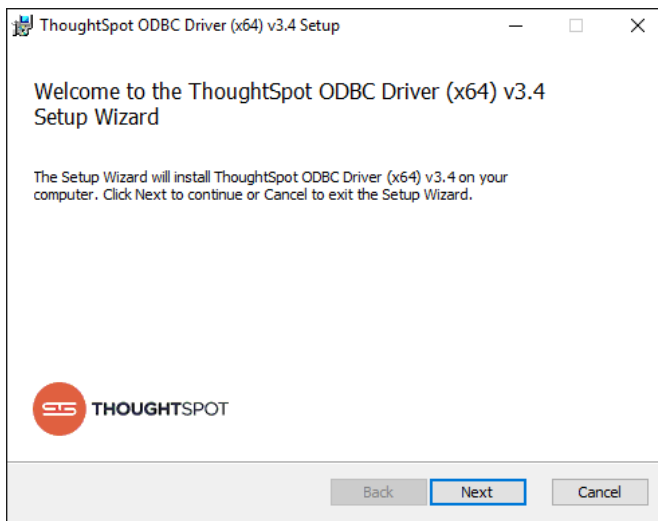 ThoughtSpot ODBC Driver (x64) v3.4 Setup
Welcome to the ThoughtSpot ODBC Driver (x64) v3.4
Setup Wizard
The Setup Wizard will install ThoughtSpot ODBC Driver (x64) v3.4 on your
computer. Click Next to continue or Cancel to exit the Setup Wizard.
THOUGHTSPOT
Back Next Cancel